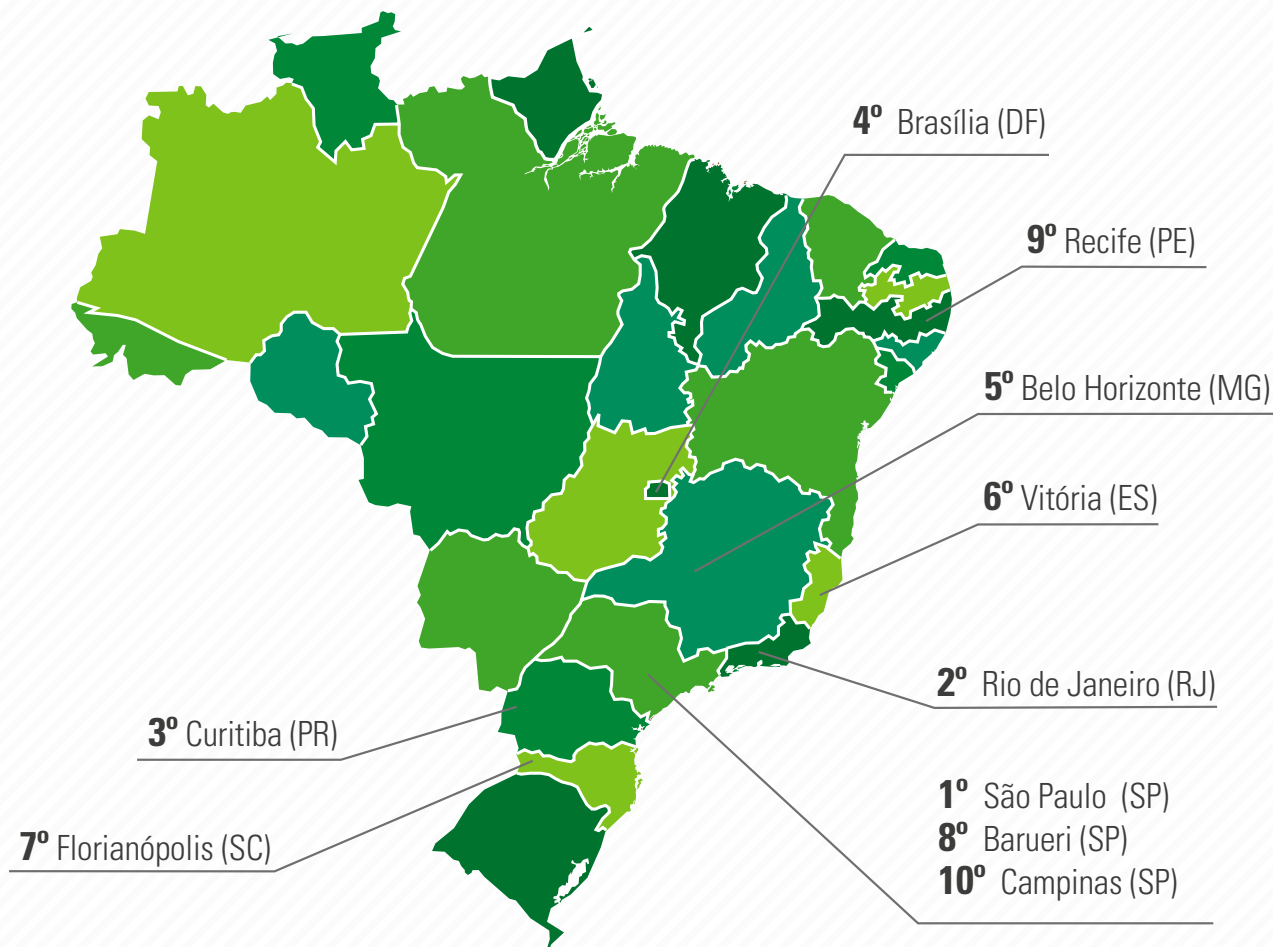 4º Brasília (DF)
9º Recife (PE)
5º Belo Horizonte (MG)
6º Vitória (ES)
2º Rio de Janeiro (RJ)
3º Curitiba (PR)
1º São Paulo (SP)
8º Barueri (SP)
10º Campinas (SP)
7º Florianópolis (SC)